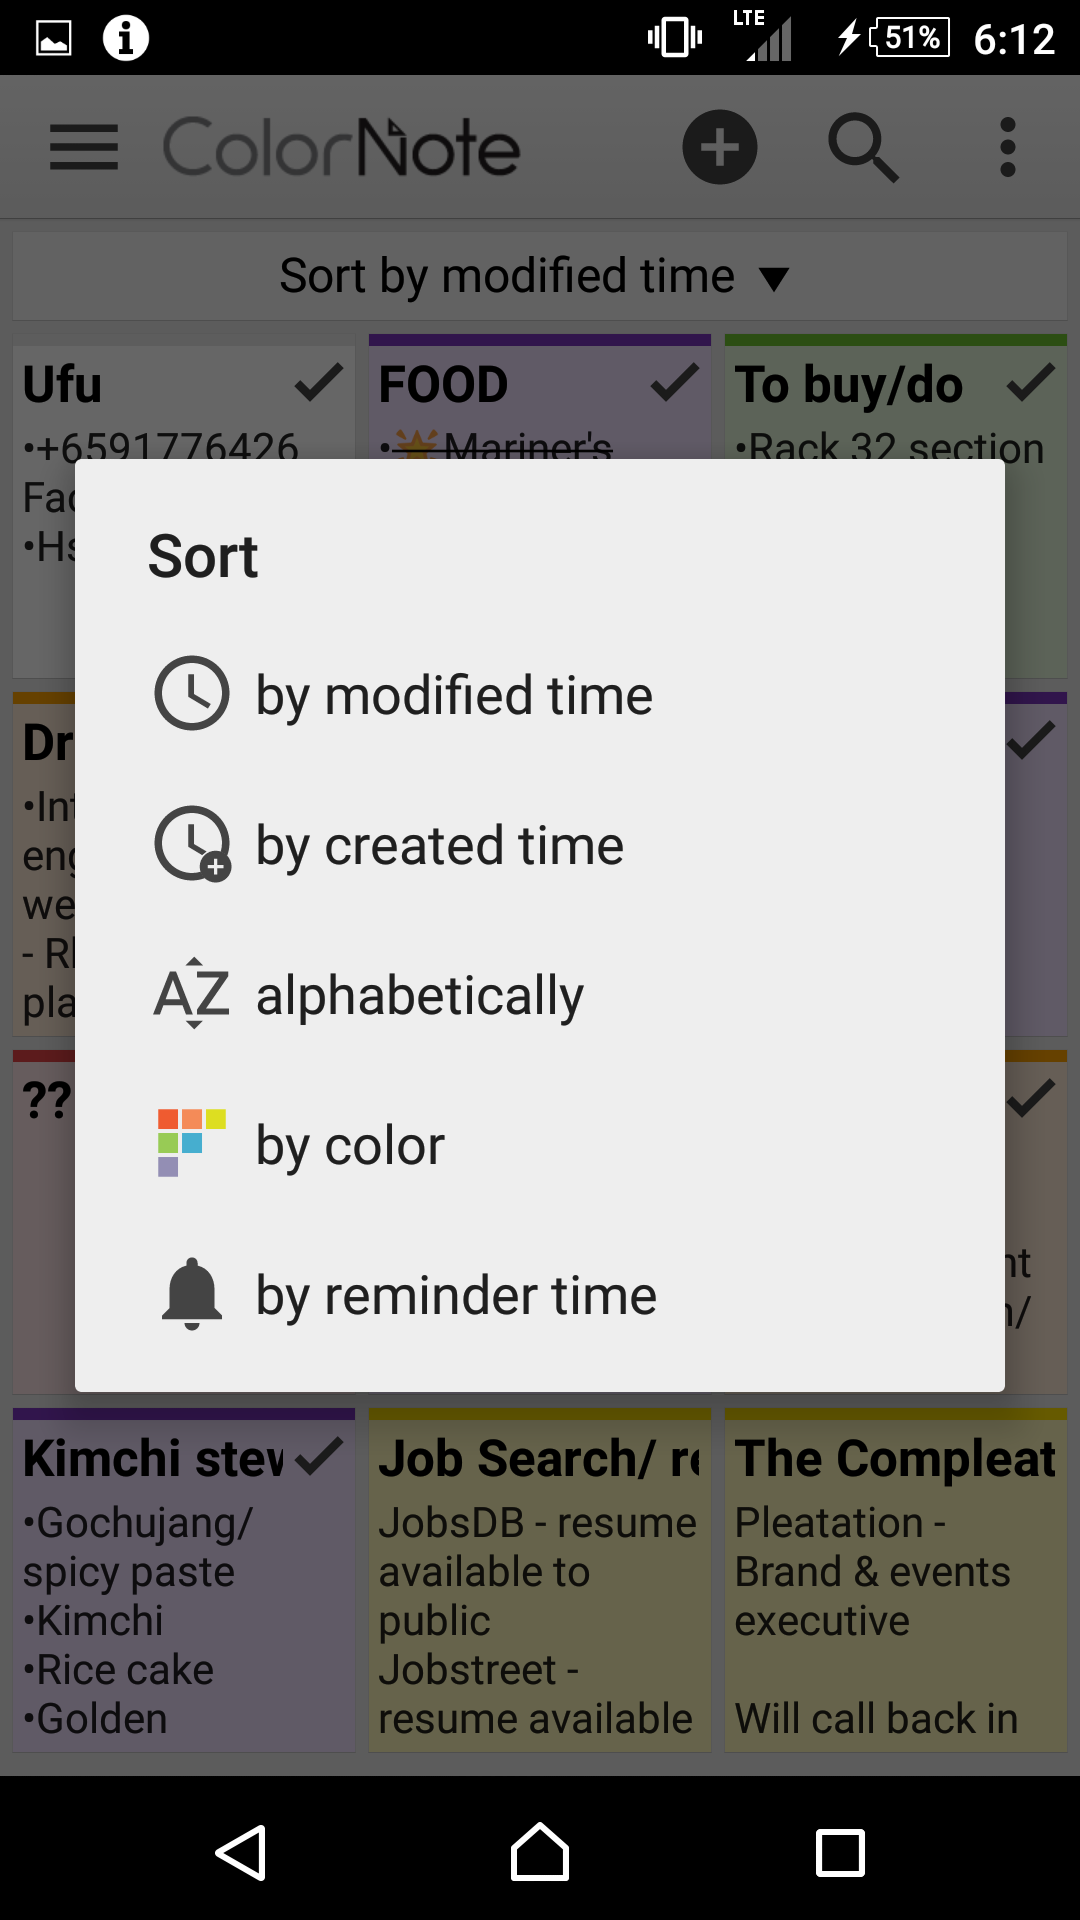 LTE
51%
6:12
ColorNote
Sort by modified time
Ufu
FOOD
To buy/do
•+6591776426
•🌟Mariner's
•Rack 32 section
Sort
by modified time
by created time
AZ
alphabetically
by color
by reminder time
??
- 
Kimchi
Job Search/
The Compleat
•Gochujang/
spicy paste
•Kimchi
•Rice cake
•Golden
JobsDB - resume
available to
public
Jobstreet -
resume available
Pleatation -
Brand & events
executive
Will call back in